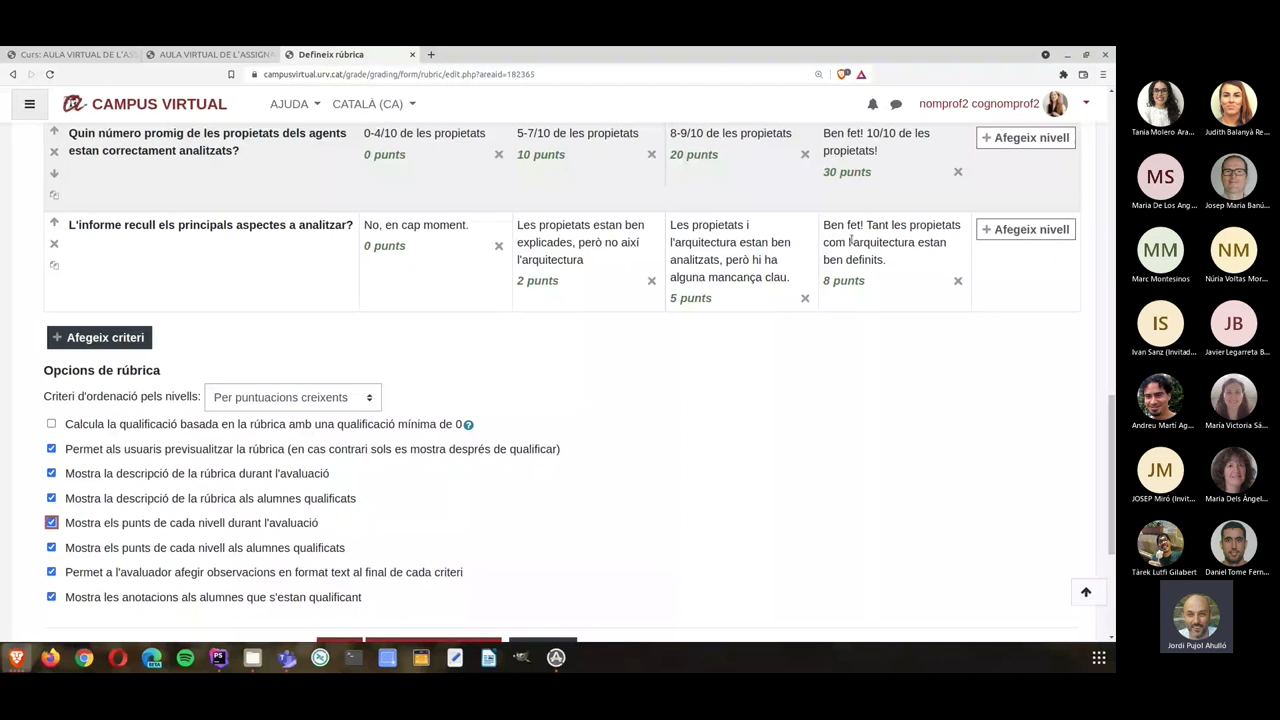 Curs: AULA VIRTUAL DE L'AS
AULA VIRTUAL DE L'ASSIGNA
Defineix rúbrica
campusvirtual.urv.cat/grade/grading/form/rubric/edit.php?areaid=182365
CAMPUS VIRTUAL
AJUDA
CATALÀ (CA)
nomprof2 cognomprof2
Quin número promig de les propietats dels agents
estan correctament analitzats?
0-4/10 de les propietats
0 punts
5-7/10 de les propietats
10 punts
8-9/10 de les propietats
20 punts
Ben fet! 10/10 de les
propietats!
30 punts
+ Afegeix nivell
L'informe recull els principals aspectes a analitzar?
No, en cap moment.
0 punts
Les propietats estan ben
explicades, però no així
l'arquitectura
2 punts
Les propietats i
l'arquitectura estan ben
analitzats, però hi ha
alguna mancança clau.
5 punts
Ben fet! Tant les propietats
com l'arquitectura estan
ben definits.
8 punts
+ Afegeix nivell
+ Afegeix criteri
Opcions de rúbrica
Criteri d'ordenació pels nivells:
Per puntuacions creixents
Calcula la qualificació basada en la rúbrica amb una qualificació mínima de 0
Permet als usuaris previsualitzar la rúbrica (en cas contrari sols es mostra després de qualificar)
Mostra la descripció de la rúbrica durant l'avaluació
Mostra la descripció de la rúbrica als alumnes qualificats
Mostra els punts de cada nivell durant l'avaluació
Mostra els punts de cada nivell als alumnes qualificats
Permet a l'avaluador afegir observacions en format text al final de cada criteri
Mostra les anotacions als alumnes que s'estan qualificant
Tania Molero Ara...
Judith Balanyà Re...
MS
Maria De Los Ang...
Josep Maria Banú...
MM
Marc Montesinos
NM
Núria Voltas Mor...
IS
Ivan Sanz (Invitad...
JB
Javier Legarreta B...
Andreu Martí Ag...
María Victoria Sá...
JM
JOSEP Miró (Invit...
Maria Dels Àngel...
Tárek Lutfi Gilabert
Daniel Tome Fern...
Jordi Pujol Ahulló